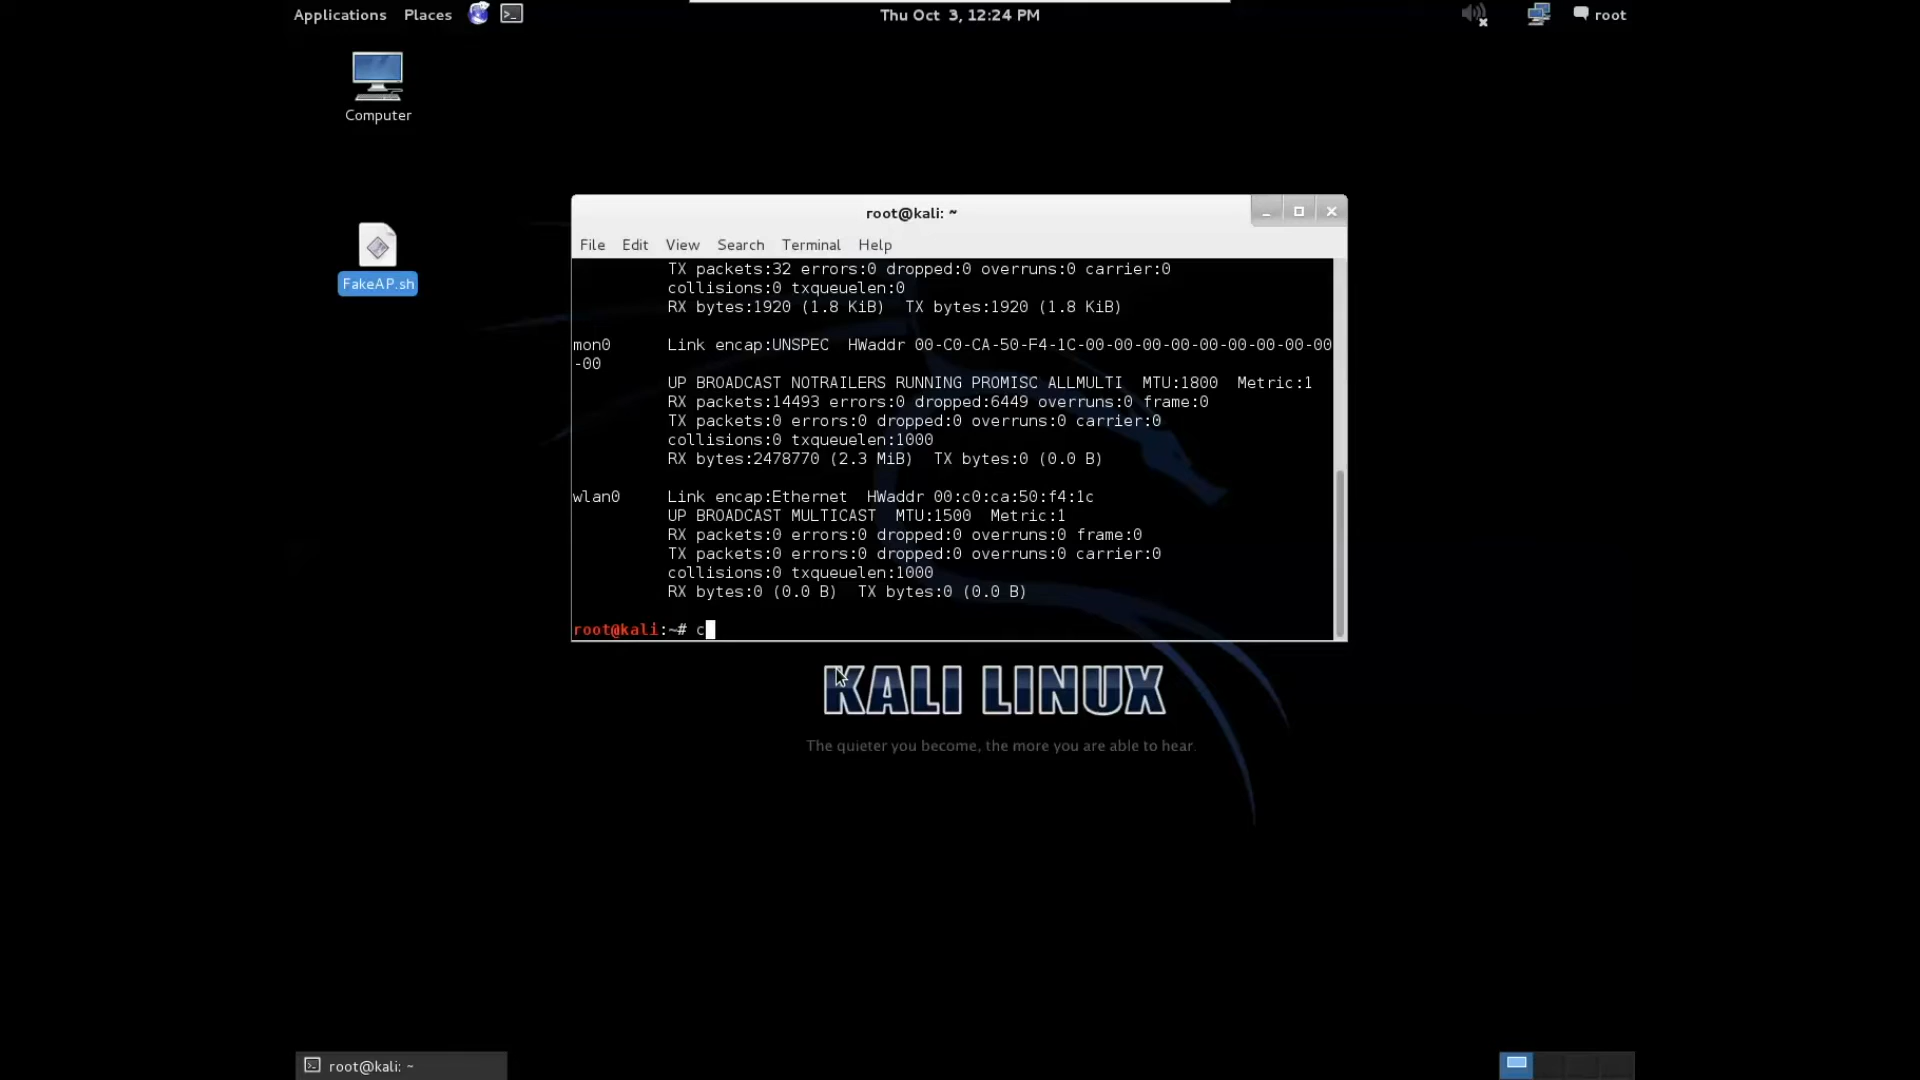 Applications Places Thu Oct 3, 12:24 PM root
Computer
FakeAP.sh
root@kali: ~
File Edit View Search Terminal Help
TX packets:32 errors:0 dropped:0 overruns:0 carrier:0
collisions:0 txqueuelen:0
RX bytes:1920 (1.8 KiB)  TX bytes:1920 (1.8 KiB)
mon0      Link encap:UNSPEC  HWaddr 00-C0-CA-50-F4-1C-00-00-00-00-00-00-00-00-00
-00
UP BROADCAST NOTRAILERS RUNNING PROMISC ALLMULTI  MTU:1800  Metric:1
RX packets:14493 errors:0 dropped:6449 overruns:0 frame:0
TX packets:0 errors:0 dropped:0 overruns:0 carrier:0
collisions:0 txqueuelen:1000
RX bytes:2478770 (2.3 MiB)  TX bytes:0 (0.0 B)
wlan0     Link encap:Ethernet  HWaddr 00:c0:ca:50:f4:1c
UP BROADCAST MULTICAST  MTU:1500  Metric:1
RX packets:0 errors:0 dropped:0 overruns:0 frame:0
TX packets:0 errors:0 dropped:0 overruns:0 carrier:0
collisions:0 txqueuelen:1000
RX bytes:0 (0.0 B)  TX bytes:0 (0.0 B)
root@kali:~# c
KALI LINUX
The quieter you become, the more you are able to hear.
root@kali: ~